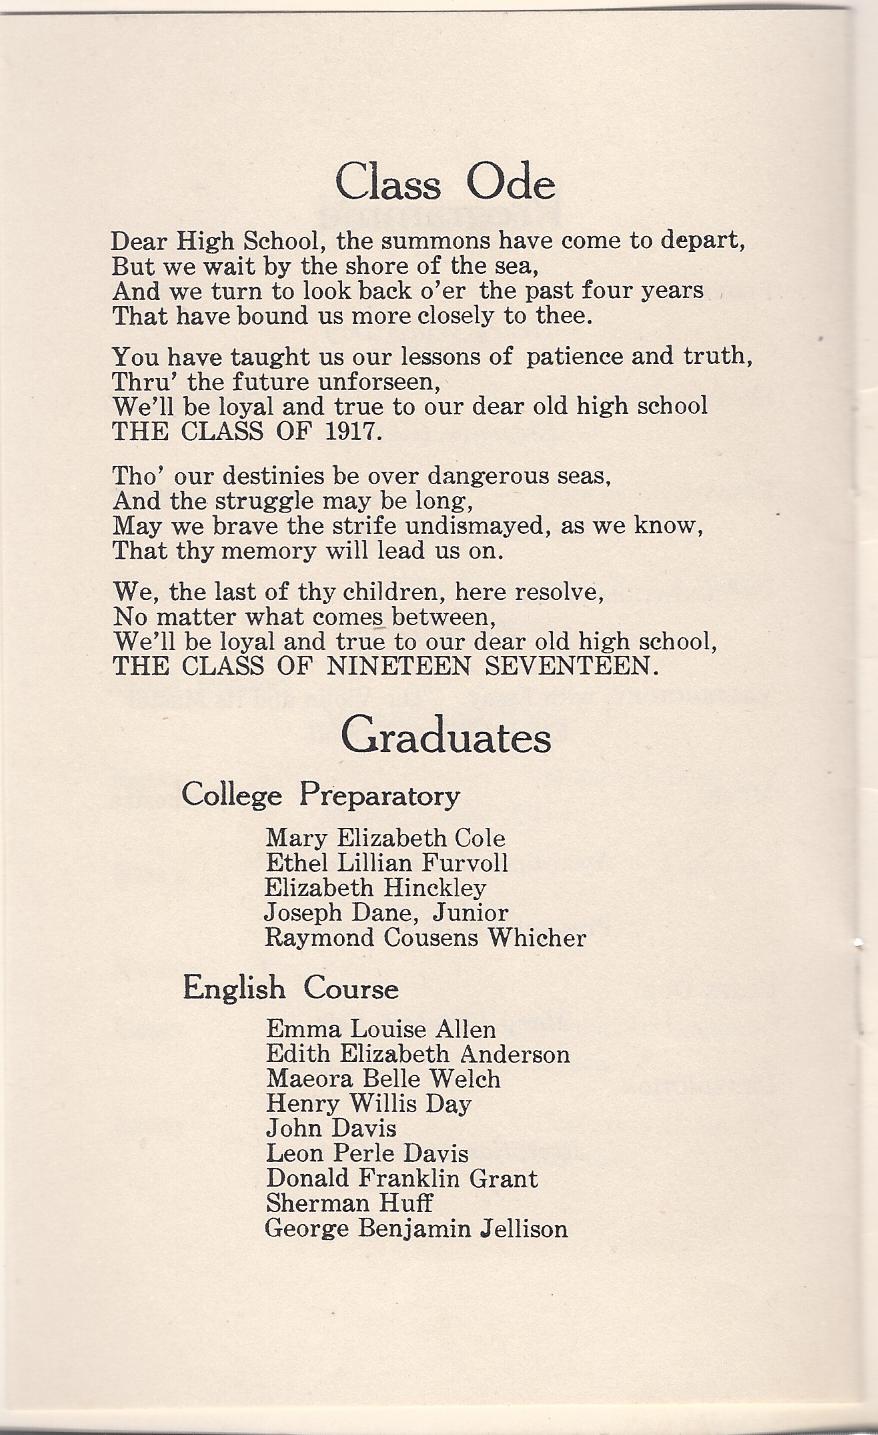 Class Ode
Dear High School, the summons have come to depart,
But we wait by the shore of the sea,
And we turn to look back o'er the past four years
That have bound us more closely to thee.
You have taught us our lessons of patience and truth,
Thru' the future unforseen,
We'll be loyal and true to our dear old high school
THE CLASS OF 1917.
Tho' our destinies be over dangerous seas,
And the struggle may be long,
May we brave the strife undismayed, as we know,
That thy memory will lead us on.
We, the last of thy children, here resolve,
No matter what comes between,
We'll be loyal and true to our dear old high school,
THE CLASS OF NINETEEN SEVENTEEN.
Graduates
College Preparatory
Mary Elizabeth Cole
Ethel Lillian Furvoll
Elizabeth Hinckley
Joseph Dane, Junior
Raymond Cousens Whicher
English Course
Emma Louise Allen
Edith Elizabeth Anderson
Maeora Belle Welch
Henry Willis Day
John Davis
Leon Perle Davis
Donald Franklin Grant
Sherman Huff
George Benjamin Jellison